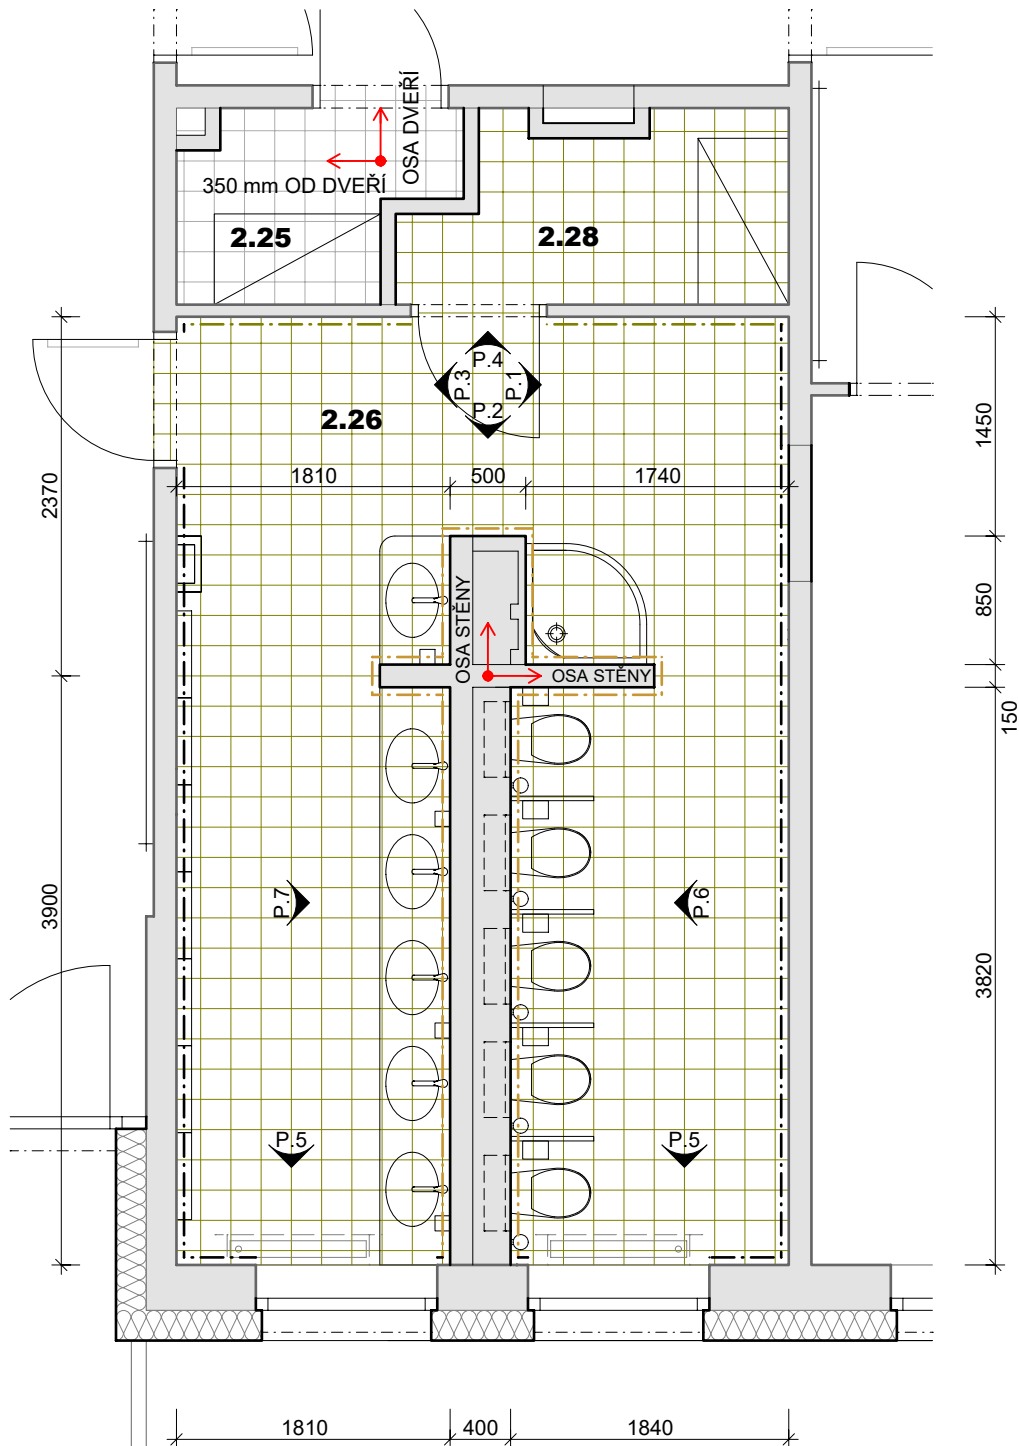 OSA DVEŘÍ
350 mm OD DVEŘÍ
2.25
2.28
P.4
P.3
P.1
P.2
2.26
1810
500
1740
2370
1450
850
OSA STĚNY
OSA STĚNY
150
3900
P.7
P.6
3820
P.5
P.5
1810
400
1840